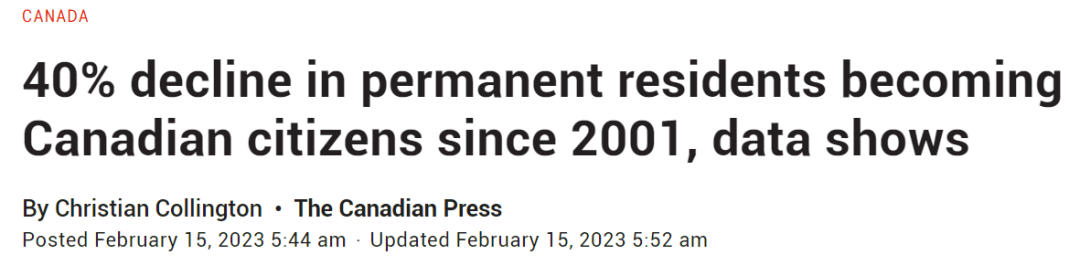 CANADA
40% decline in permanent residents becoming
Canadian citizens since 2001, data shows
By Christian Collington • The Canadian Press
Posted February 15, 2023 5:44 am · Updated February 15, 2023 5:52 am